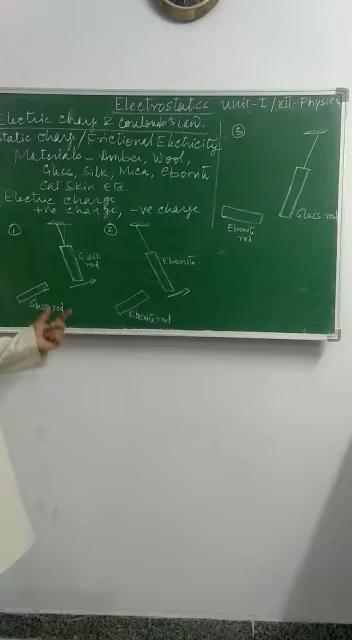 Electrostatics Unit-I/XII-Physics
Electric charge & coulomb's law.
static charge/Frictional Electricity
Materials - Amber, Wool,
Glass, Silk, Mica, Ebonite
Cat Skin etc.
Electric charge
+ve charge, -ve charge
①
Glass rod
Glass rod
②
Ebonite
Ebonite rod
③
Ebonite rod
Glass rod